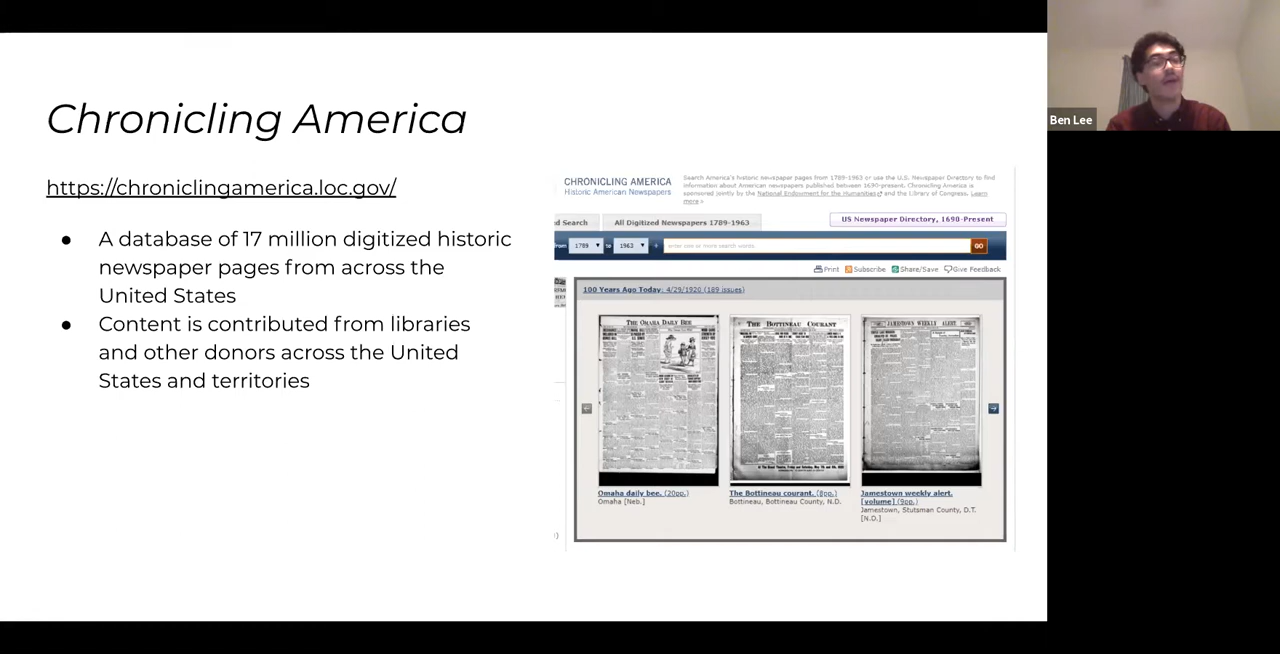 Chronicling America
https://chroniclingamerica.loc.gov/
● A database of 17 million digitized historic
newspaper pages from across the
United States
● Content is contributed from libraries
and other donors across the United
States and territories
CHRONICLING AMERICA
Historic American Newspapers
Search America's historic newspaper pages from 1789-1963 or use the U.S. Newspaper Directory to find
information about American newspapers published between 1690-present. Chronicling America is
sponsored jointly by the National Endowment for the Humanities and the Library of Congress. Learn
more »
d Search
All Digitized Newspapers 1789-1963
US Newspaper Directory, 1690-Present
from 1789 to 1963 + enter one or more search words GO
Print Subscribe Share/Save Give Feedback
100 Years Ago Today: 4/29/1920 (189 issues)
THE OMAHA DAILY BEE
THE BOTTINEAU COURANT
JAMESTOWN WEEKLY ALERT
Omaha daily bee. (20pp.)
Omaha [Neb.]
The Bottineau courant. (8pp.)
Bottineau, Bottineau County, N.D.
Jamestown weekly alert.
[volume] (9pp.)
Jamestown, Stutsman County, D.T.
[N.D.]
Ben Lee